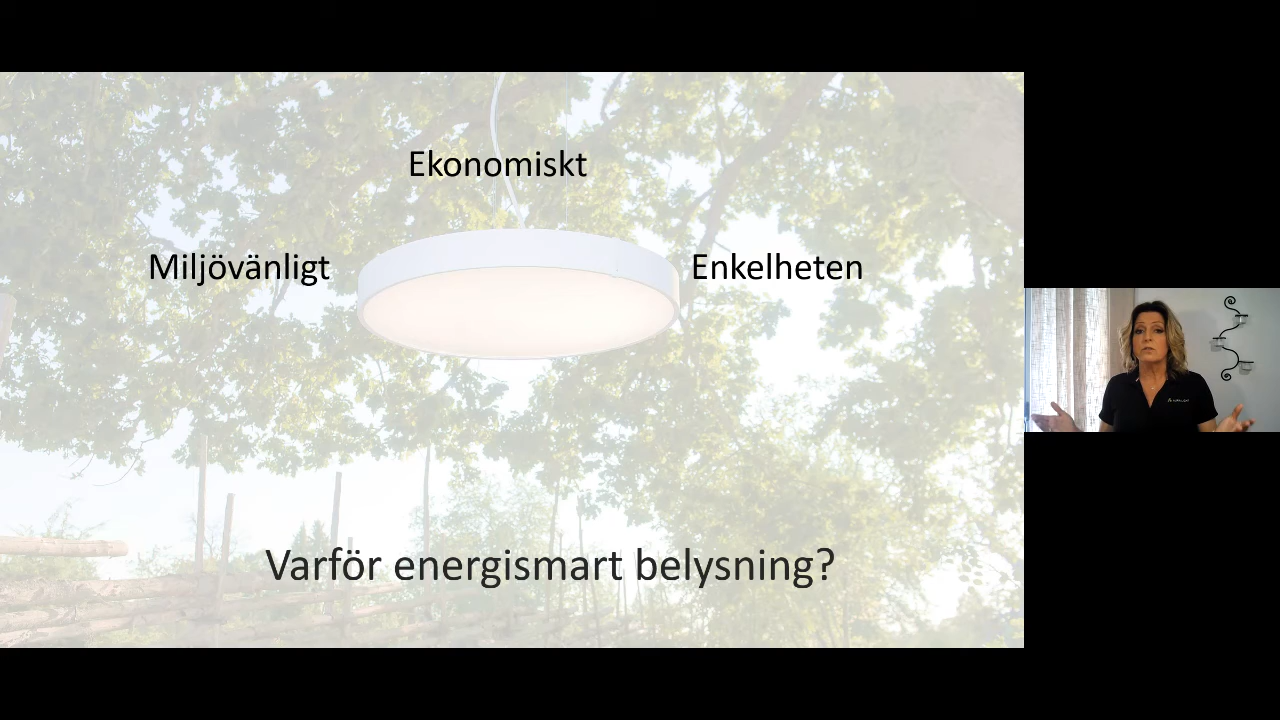 Ekonomiskt
Miljövänligt
Enkelheten
Varför energismart belysning?